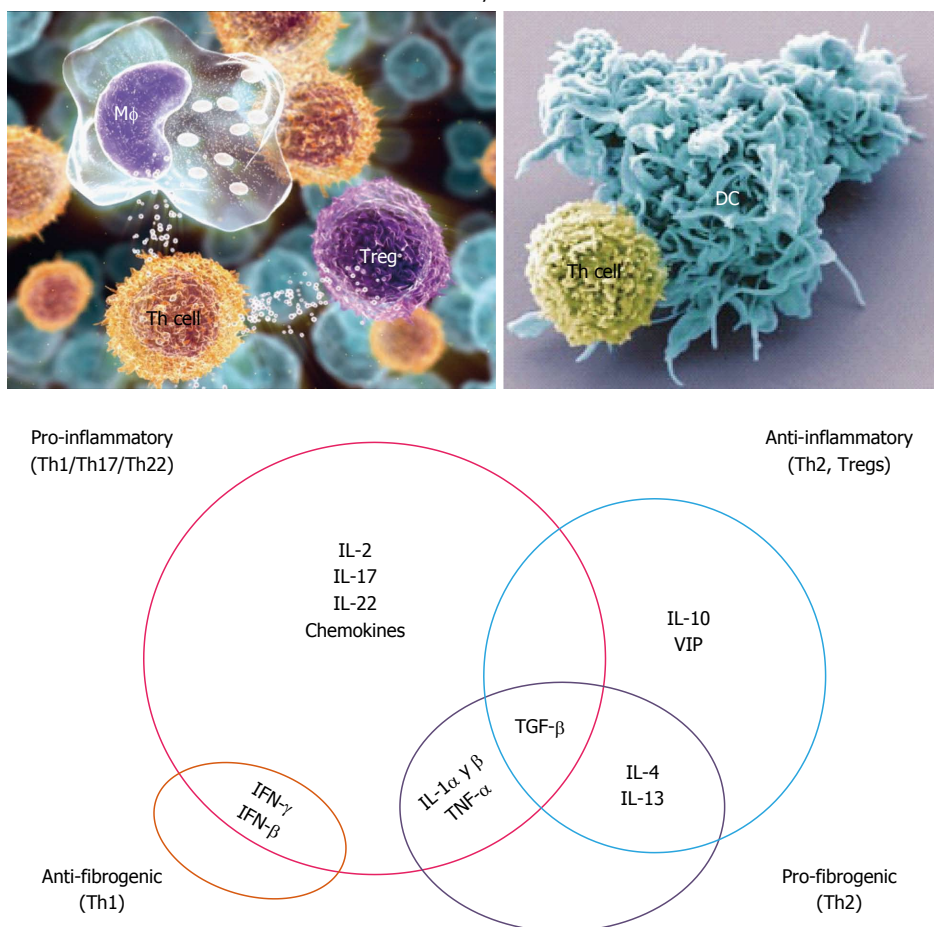 Mϕ
Treg
Th cell
DC
Th cell
Pro-inflammatory
(Th1/Th17/Th22)
Anti-inflammatory
(Th2, Tregs)
IL-2
IL-17
IL-22
Chemokines
IL-10
VIP
TGF-β
IL-1α γ β
TNF-α
IL-4
IL-13
IFN-γ
IFN-β
Anti-fibrogenic
(Th1)
Pro-fibrogenic
(Th2)